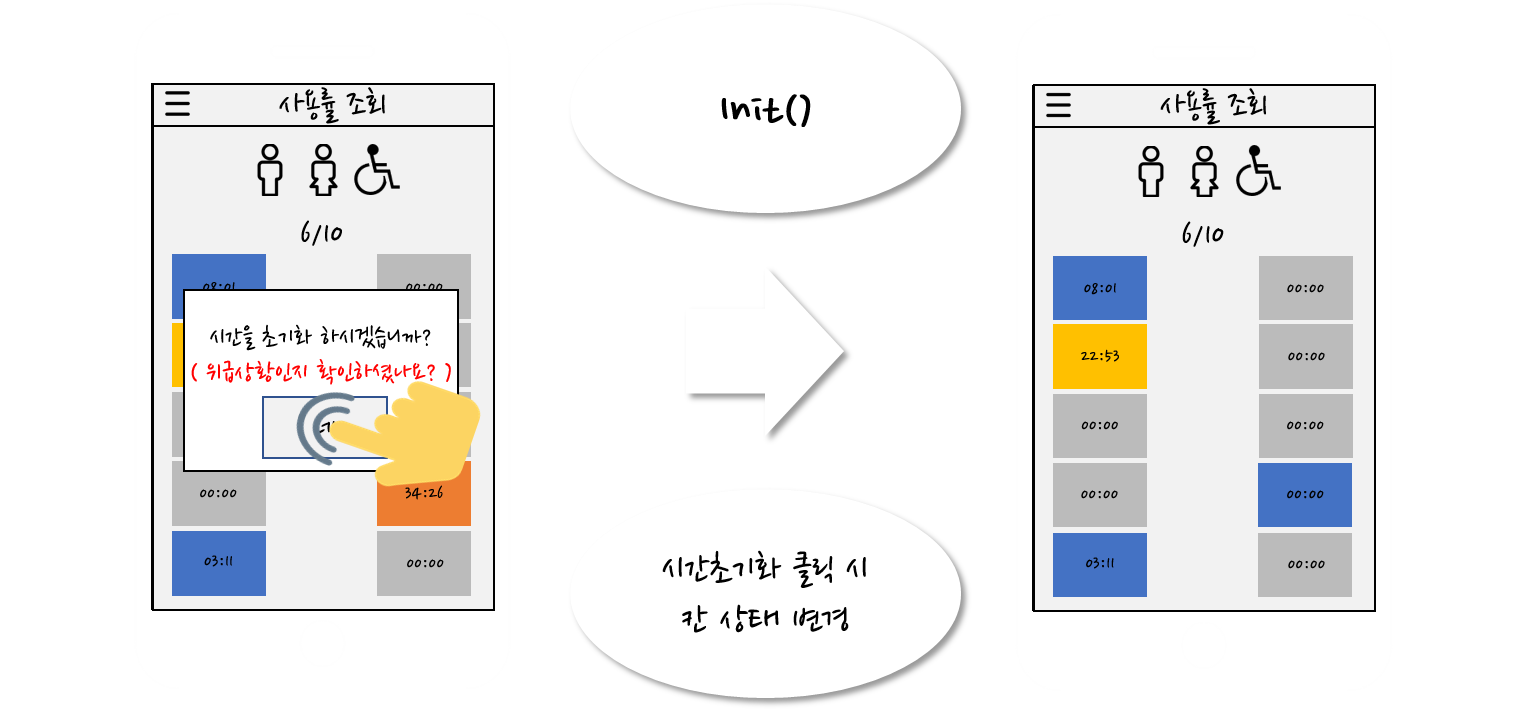 사용률 조회
6/10
08:01
00:00
시간을 초기화 하시겠습니까?
( 위급상황인지 확인하셨나요? )
00:00
34:26
03:11
00:00
Init()
시간초기화 클릭 시
칸 상태 변경
사용률 조회
6/10
08:01
00:00
22:53
00:00
00:00
00:00
00:00
00:00
03:11
00:00